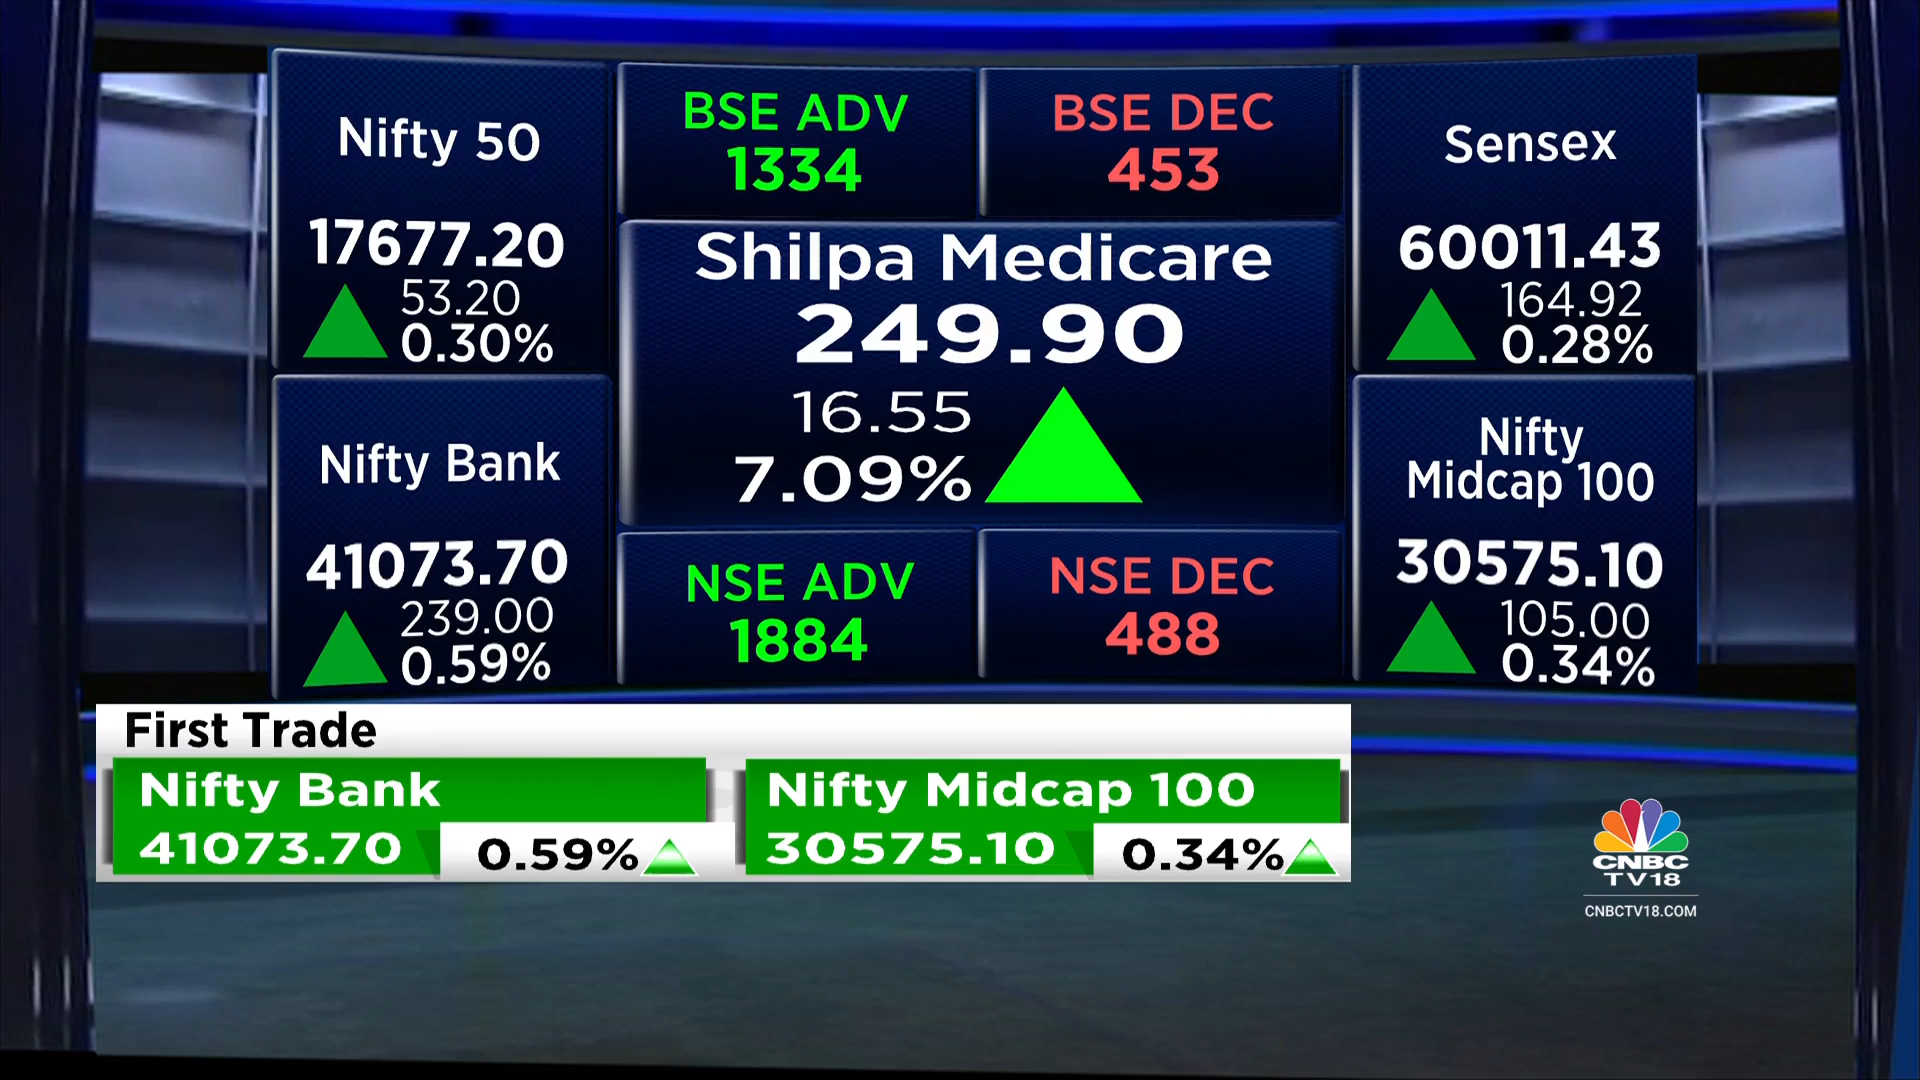 Nifty 50
17677.20
53.20
0.30%
BSE ADV
1334
BSE DEC
453
Sensex
60011.43
164.92
0.28%
Shilpa Medicare
249.90
16.55
7.09%
Nifty Bank
41073.70
239.00
0.59%
NSE ADV
1884
NSE DEC
488
Nifty
Midcap 100
30575.10
105.00
0.34%
First Trade
Nifty Bank
41073.70
0.59%
Nifty Midcap 100
30575.10
0.34%
CNBC
TV18
CNBCTV18.COM